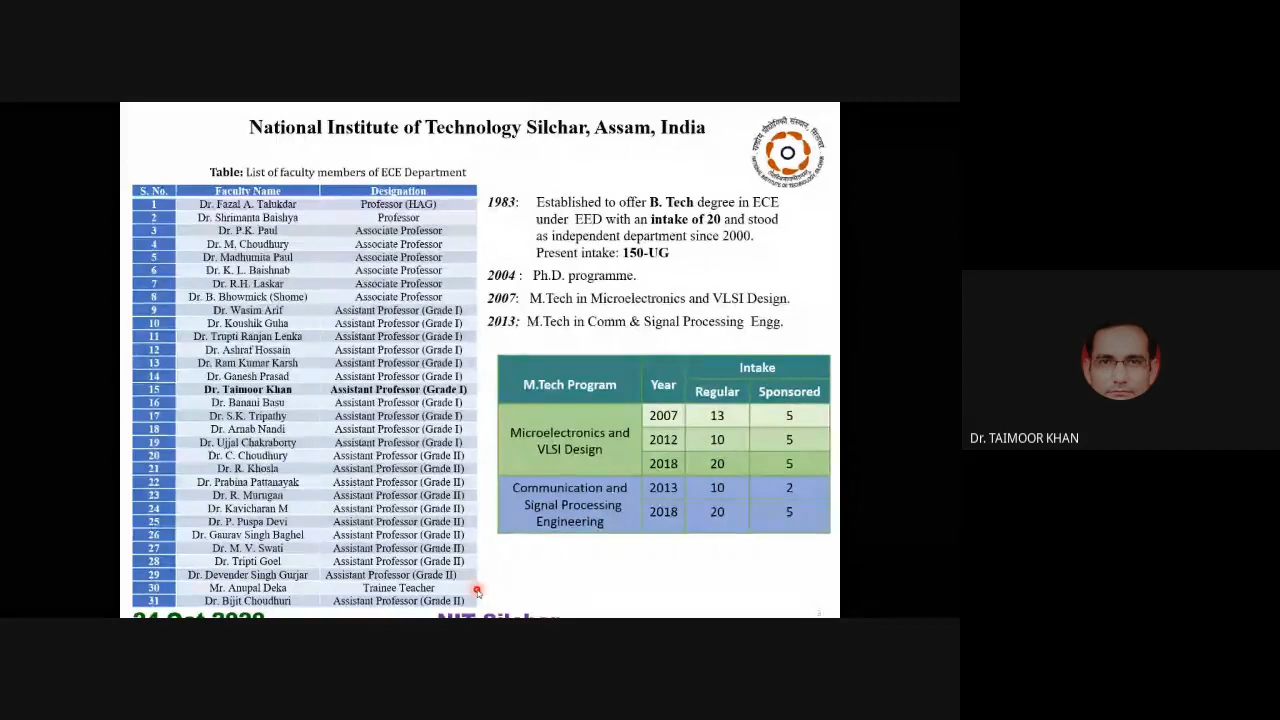 National Institute of Technology Silchar, Assam, India
Table: List of faculty members of ECE Department
S. No. Faculty Name Designation
1 Dr. Fazal A. Talukdar Professor (HAG)
2 Dr. Shrimanta Baishya Professor
3 Dr. P.K. Paul Associate Professor
4 Dr. M. Choudhury Associate Professor
5 Dr. Madhumita Paul Associate Professor
6 Dr. K. L. Baishnab Associate Professor
7 Dr. R.H. Laskar Associate Professor
8 Dr. B. Bhowmick (Shome) Associate Professor
9 Dr. Wasim Arif Assistant Professor (Grade I)
10 Dr. Koushik Guha Assistant Professor (Grade I)
11 Dr. Trupti Ranjan Lenka Assistant Professor (Grade I)
12 Dr. Ashraf Hossain Assistant Professor (Grade I)
13 Dr. Ram Kumar Karsh Assistant Professor (Grade I)
14 Dr. Ganesh Prasad Assistant Professor (Grade I)
15 Dr. Taimoor Khan Assistant Professor (Grade I)
16 Dr. Banani Basu Assistant Professor (Grade I)
17 Dr. S.K. Tripathy Assistant Professor (Grade I)
18 Dr. Arnab Nandi Assistant Professor (Grade I)
19 Dr. Ujjal Chakraborty Assistant Professor (Grade I)
20 Dr. C. Choudhury Assistant Professor (Grade II)
21 Dr. R. Khosla Assistant Professor (Grade II)
22 Dr. Prabina Pattanayak Assistant Professor (Grade II)
23 Dr. R. Murugan Assistant Professor (Grade II)
24 Dr. Kavicharan M Assistant Professor (Grade II)
25 Dr. P. Puspa Devi Assistant Professor (Grade II)
26 Dr. Gaurav Singh Baghel Assistant Professor (Grade II)
27 Dr. M. V. Swati Assistant Professor (Grade II)
28 Dr. Tripti Goel Assistant Professor (Grade II)
29 Dr. Devender Singh Gurjar Assistant Professor (Grade II)
30 Mr. Anupal Deka Trainee Teacher
31 Dr. Bijit Choudhuri Assistant Professor (Grade II)
1983: Established to offer B. Tech degree in ECE
under EED with an intake of 20 and stood
as independent department since 2000.
Present intake: 150-UG
2004 : Ph.D. programme.
2007: M.Tech in Microelectronics and VLSI Design.
2013: M.Tech in Comm & Signal Processing Engg.
M.Tech Program Year Intake
Regular Sponsored
Microelectronics and
VLSI Design
2007 13 5
2012 10 5
2018 20 5
Communication and
Signal Processing
Engineering
2013 10 2
2018 20 5
24 Oct 2020 NIT Silchar
Dr. TAIMOOR KHAN